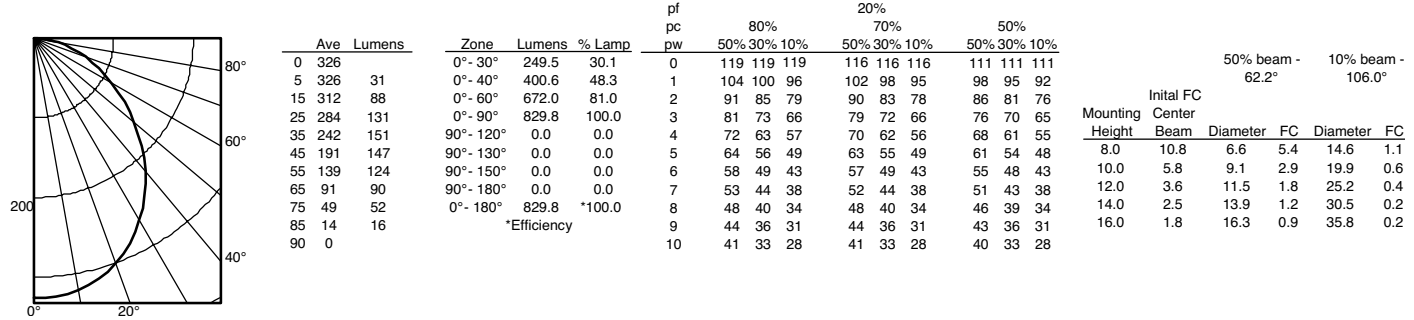 80°
60°
200
40°
0° 20°
Ave Lumens
0 326
5 326 31
15 312 88
25 284 131
35 242 151
45 191 147
55 139 124
65 91 90
75 49 52
85 14 16
90 0
Zone Lumens % Lamp
0°- 30° 249.5 30.1
0°- 40° 400.6 48.3
0°- 60° 672.0 81.0
0°- 90° 829.8 100.0
90°- 120° 0.0 0.0
90°- 130° 0.0 0.0
90°- 150° 0.0 0.0
90°- 180° 0.0 0.0
0°- 180° 829.8 *100.0
*Efficiency
pf 20%
pc 80% 70% 50%
pw 50% 30% 10% 50% 30% 10% 50% 30% 10%
0 119 119 119 116 116 116 111 111 111
1 104 100 96 102 98 95 98 95 92
2 91 85 79 90 83 78 86 81 76
3 81 73 66 79 72 66 76 70 65
4 72 63 57 70 62 56 68 61 55
5 64 56 49 63 55 49 61 54 48
6 58 49 43 57 49 43 55 48 43
7 53 44 38 52 44 38 51 43 38
8 48 40 34 48 40 34 46 39 34
9 44 36 31 44 36 31 43 36 31
10 41 33 28 41 33 28 40 33 28
50% beam - 10% beam -
62.2° 106.0°
Inital FC
Mounting Center
Height Beam Diameter FC Diameter FC
8.0 10.8 6.6 5.4 14.6 1.1
10.0 5.8 9.1 2.9 19.9 0.6
12.0 3.6 11.5 1.8 25.2 0.4
14.0 2.5 13.9 1.2 30.5 0.2
16.0 1.8 16.3 0.9 35.8 0.2